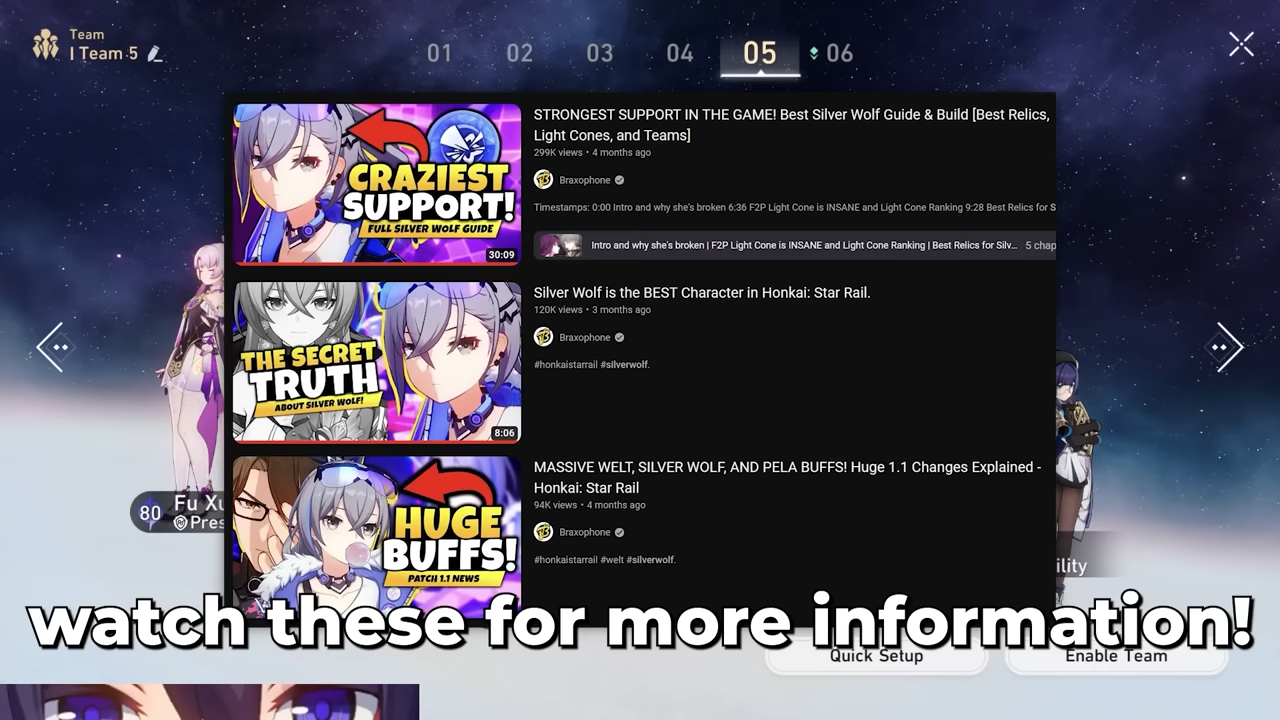 Team
| Team 5
01 02 03 04 05 06
CRAZIEST
SUPPORT!
FULL SILVER WOLF GUIDE
30:09
STRONGEST SUPPORT IN THE GAME! Best Silver Wolf Guide & Build [Best Relics,
Light Cones, and Teams]
299K views • 4 months ago
Braxophone
Timestamps: 0:00 Intro and why she's broken 6:36 F2P Light Cone is INSANE and Light Cone Ranking 9:28 Best Relics for S
Intro and why she's broken | F2P Light Cone is INSANE and Light Cone Ranking | Best Relics for Silv... 5 chap
THE SECRET
TRUTH
ABOUT SILVER WOLF!
8:06
Silver Wolf is the BEST Character in Honkai: Star Rail.
120K views • 3 months ago
Braxophone
#honkaistarrail #silverwolf.
HUGE
BUFFS!
PATCH 1.1 NEWS
MASSIVE WELT, SILVER WOLF, AND PELA BUFFS! Huge 1.1 Changes Explained -
Honkai: Star Rail
94K views • 4 months ago
Braxophone
#honkaistarrail #welt #silverwolf.
80 Fu Xu
Pres
ility
watch these for more information!
Quick Setup
Enable Team